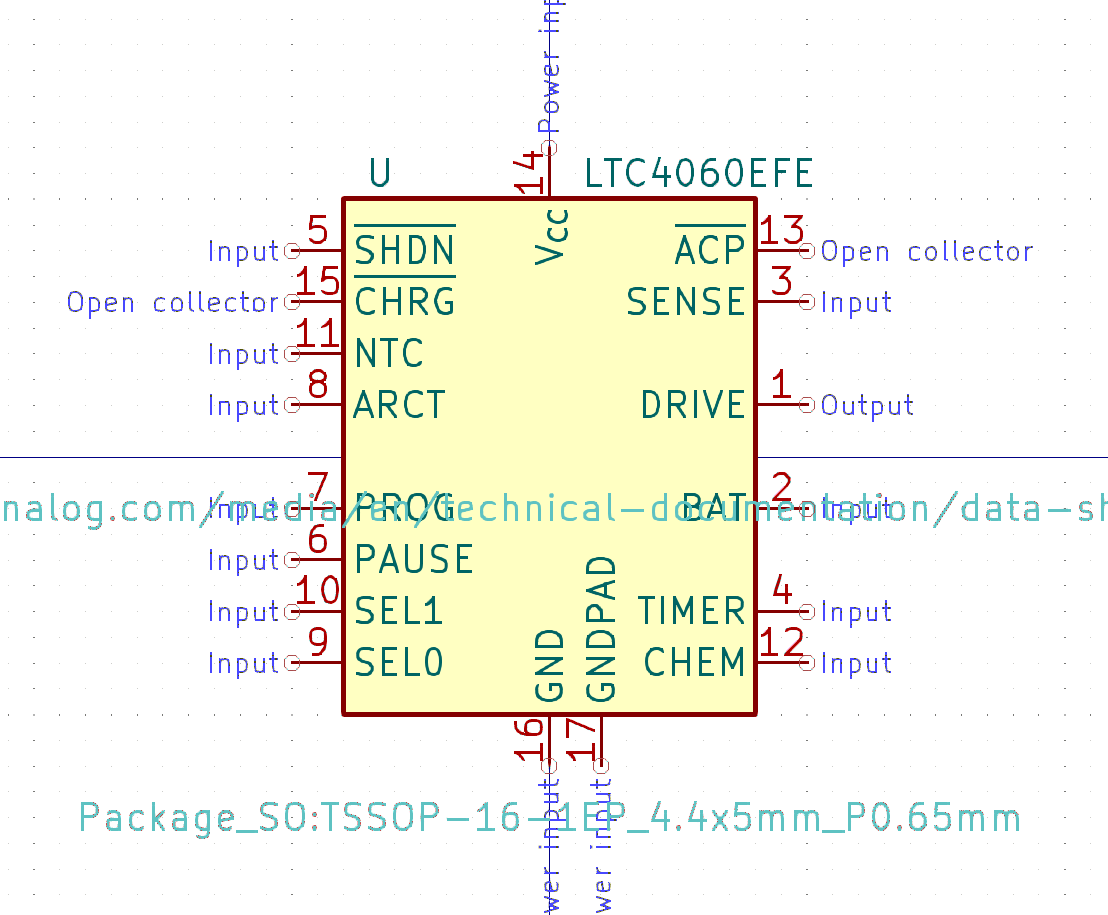 Power inp
14
U
LTC4060EFE
Vcc
Input 5 SHDN
ACP 13 Open collector
Open collector 15 CHRG
SENSE 3 Input
Input 11 NTC
Input 8 ARCT
DRIVE 1 Output
Input 7 PROG
BAT 2 Input
nalog.com/media/en/technical-documentation/data-sh
Input 6 PAUSE
Input 10 SEL1
TIMER 4 Input
Input 9 SEL0
CHEM 12 Input
GND
GNDPAD
16
17
wer input
wer input
Package_SO:TSSOP-16-1EP_4.4x5mm_P0.65mm